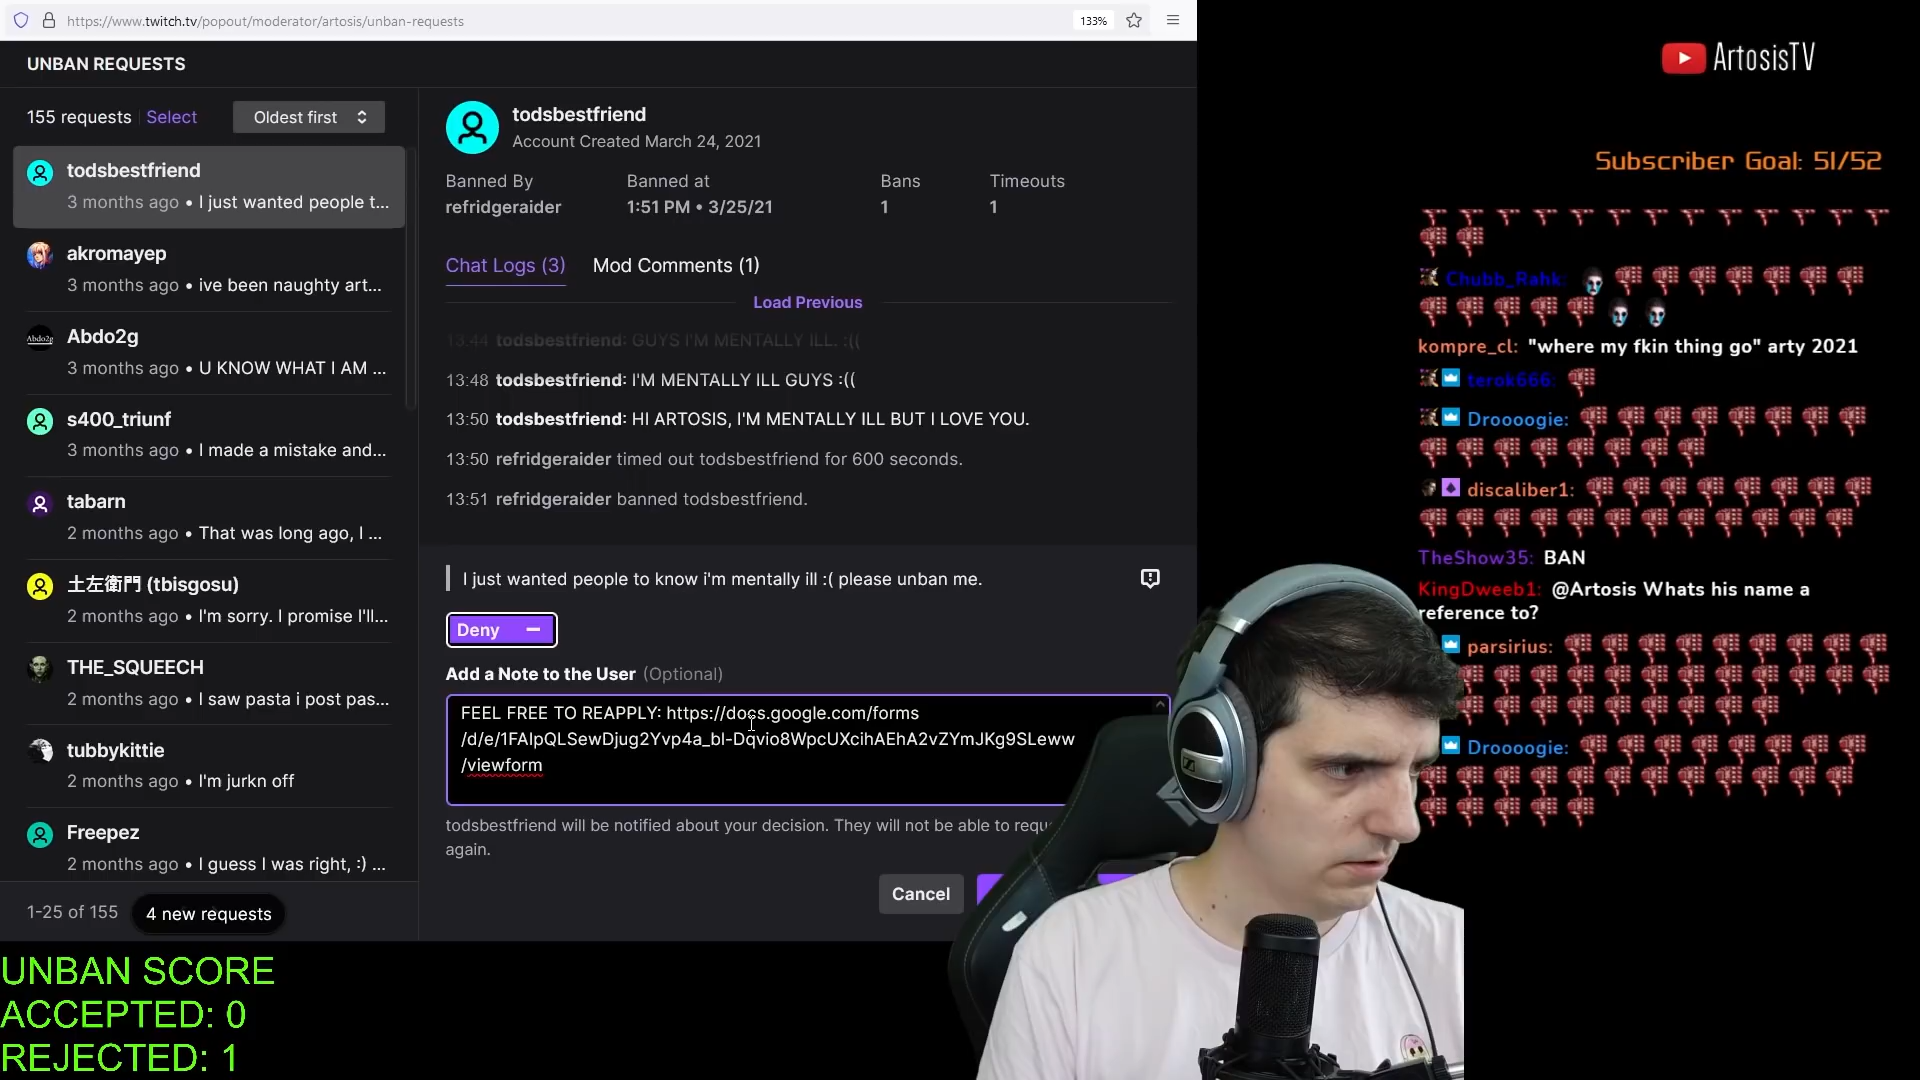 https://www.twitch.tv/popout/moderator/artosis/unban-requests
133%
UNBAN REQUESTS
155 requests Select Oldest first
todsbestfriend
3 months ago • I just wanted people t...
akromayep
3 months ago • ive been naughty art...
Abdo2g
Abdo2g
3 months ago • U KNOW WHAT I AM ...
s400_triunf
3 months ago • I made a mistake and...
tabarn
2 months ago • That was long ago, I ...
土左衛門 (tbisgosu)
2 months ago • I'm sorry. I promise I'll...
THE_SQUEECH
2 months ago • I saw pasta i post pas...
tubbykittie
2 months ago • I'm jurkn off
Freepez
2 months ago • I guess I was right, :) ...
1-25 of 155
4 new requests
todsbestfriend
Account Created March 24, 2021
Banned By Banned at Bans Timeouts
refridgeraider 1:51 PM • 3/25/21 1 1
Chat Logs (3) Mod Comments (1)
Load Previous
13:44 todsbestfriend: GUYS I'M MENTALLY ILL. :((
13:48 todsbestfriend: I'M MENTALLY ILL GUYS :((
13:50 todsbestfriend: HI ARTOSIS, I'M MENTALLY ILL BUT I LOVE YOU.
13:50 refridgeraider timed out todsbestfriend for 600 seconds.
13:51 refridgeraider banned todsbestfriend.
I just wanted people to know i'm mentally ill :( please unban me.
Deny
Add a Note to the User (Optional)
FEEL FREE TO REAPPLY: https://docs.google.com/forms
/d/e/1FAIpQLSewDjug2Yvp4a_bl-Dqvio8WpcUXcihAEhA2vZYmJKg9SLeww
/viewform
todsbestfriend will be notified about your decision. They will not be able to requ
again.
Cancel
ArtosisTV
Subscriber Goal: 51/52
Chubb_Rahk:
kompre_cl: "where my fkin thing go" arty 2021
terok666:
Droooogie:
discaliber1:
TheShow35: BAN
KingDweeb1: @Artosis Whats his name a
reference to?
parsirius:
Droooogie:
UNBAN SCORE
ACCEPTED: 0
REJECTED: 1